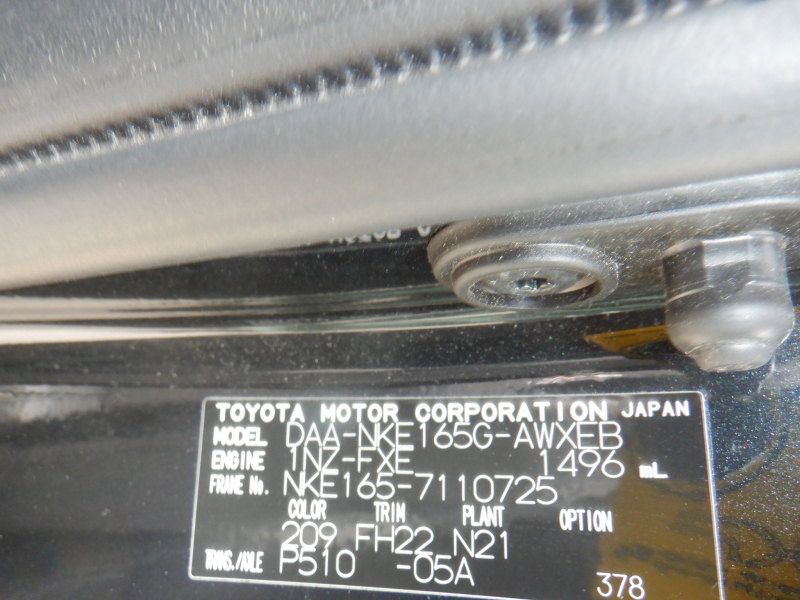 TOYOTA MOTOR CORPORATION JAPAN
MODEL DAA-NKE165G-AWXEB
ENGINE 1NZ-FXE 1496 mL
FRAME No. NKE165-7110725
COLOR TRIM PLANT OPTION
209 FH22 N21
TRANS./AXLE P510 -05A
378